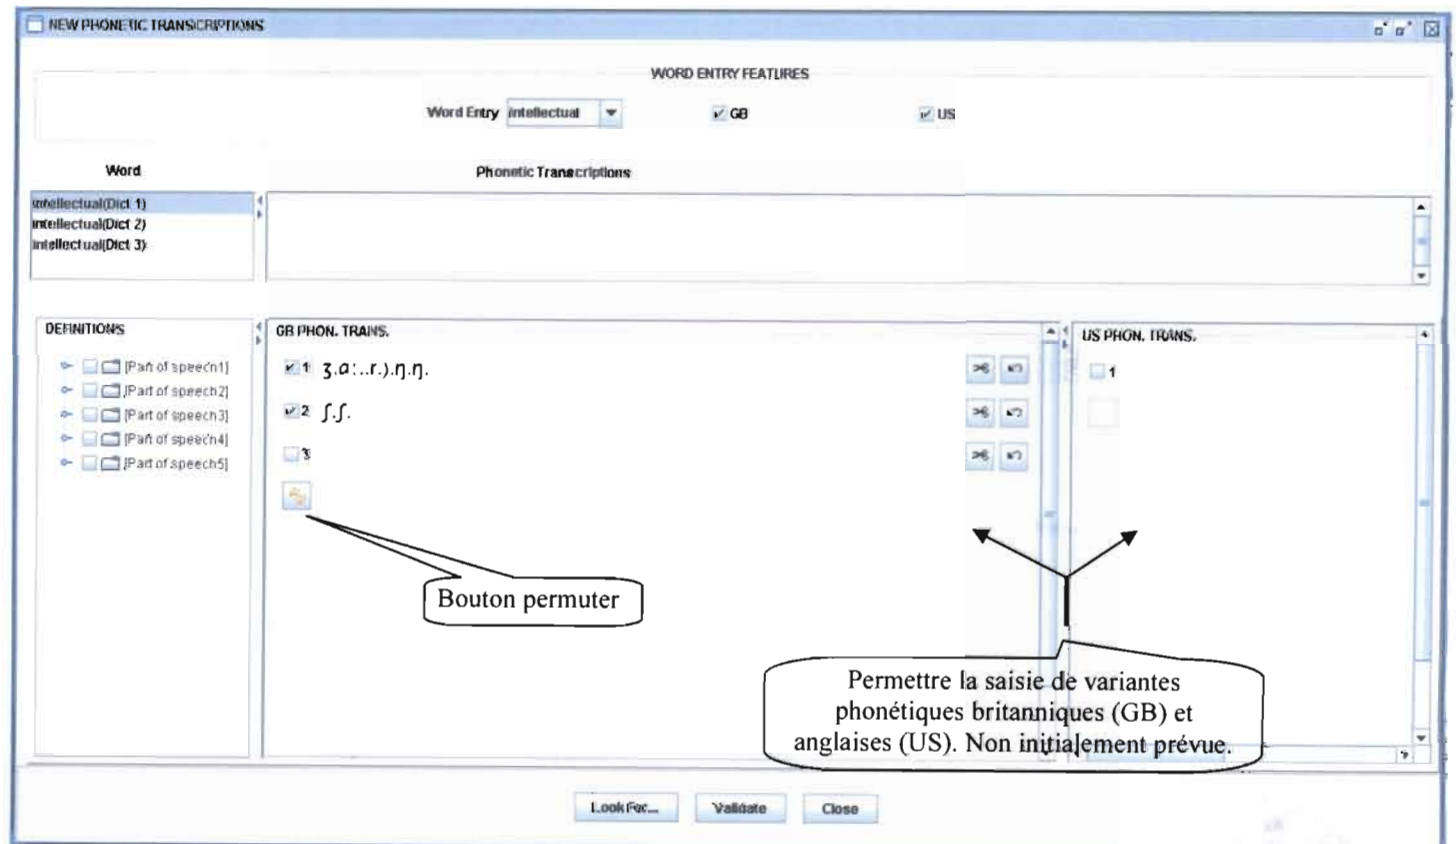 NEW PHONETIC TRANSCRIPTIONS
WORD ENTRY FEATURES
Word Entry intellectual GB US
Word Phonetic Transcriptions
intellectual(Dict 1)
intellectual(Dict 2)
intellectual(Dict 3)
DEFINITIONS GB PHON. TRANS. US PHON. TRANS.
[Part of speech1] 1 ʒ.ɑː..r.).ŋ.ŋ. 1
[Part of speech2]
[Part of speech3] 2 ʃ.ʃ.
[Part of speech4]
[Part of speech5] 3
Bouton permuter
Permettre la saisie de variantes
phonétiques britanniques (GB) et
anglaises (US). Non initialement prévue.
Look For... Validate Close